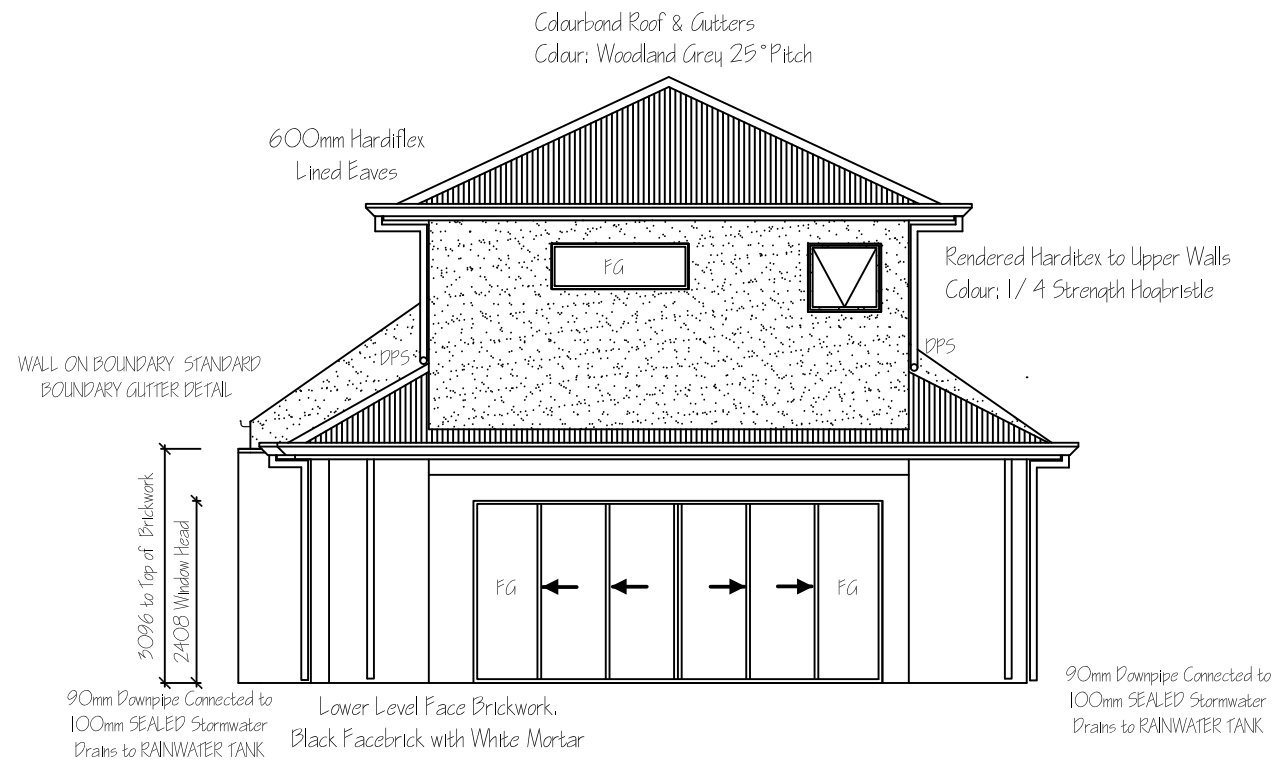 Colourbond Roof & Gutters
Colour: Woodland Grey 25° Pitch
600mm Hardiflex
Lined Eaves
FG
Rendered Harditex to Upper Walls
Colour: 1/4 Strength Hogbristle
DPS
DPS
WALL ON BOUNDARY STANDARD
BOUNDARY GUTTER DETAIL
3096 to Top of Brickwork
2408 Window Head
FG
FG
90mm Downpipe Connected to
100mm SEALED Stormwater
Drains to RAINWATER TANK
Lower Level Face Brickwork.
Black Facebrick with White Mortar
90mm Downpipe Connected to
100mm SEALED Stormwater
Drains to RAINWATER TANK